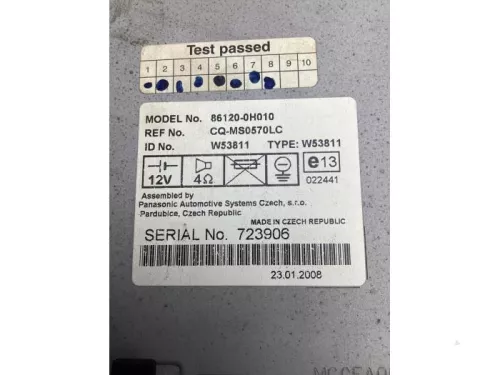 Test passed
1 2 3 4 5 6 7 8 9 10
MODEL No. 86120-0H010
REF No. CQ-MS0570LC
ID No. W53811 TYPE: W53811
12V 4Ω e13
022441
Assembled by
Panasonic Automotive Systems Czech, s.r.o.
Pardubice, Czech Republic
MADE IN CZECH REPUBLIC
SERIAL No. 723906
23.01.2008